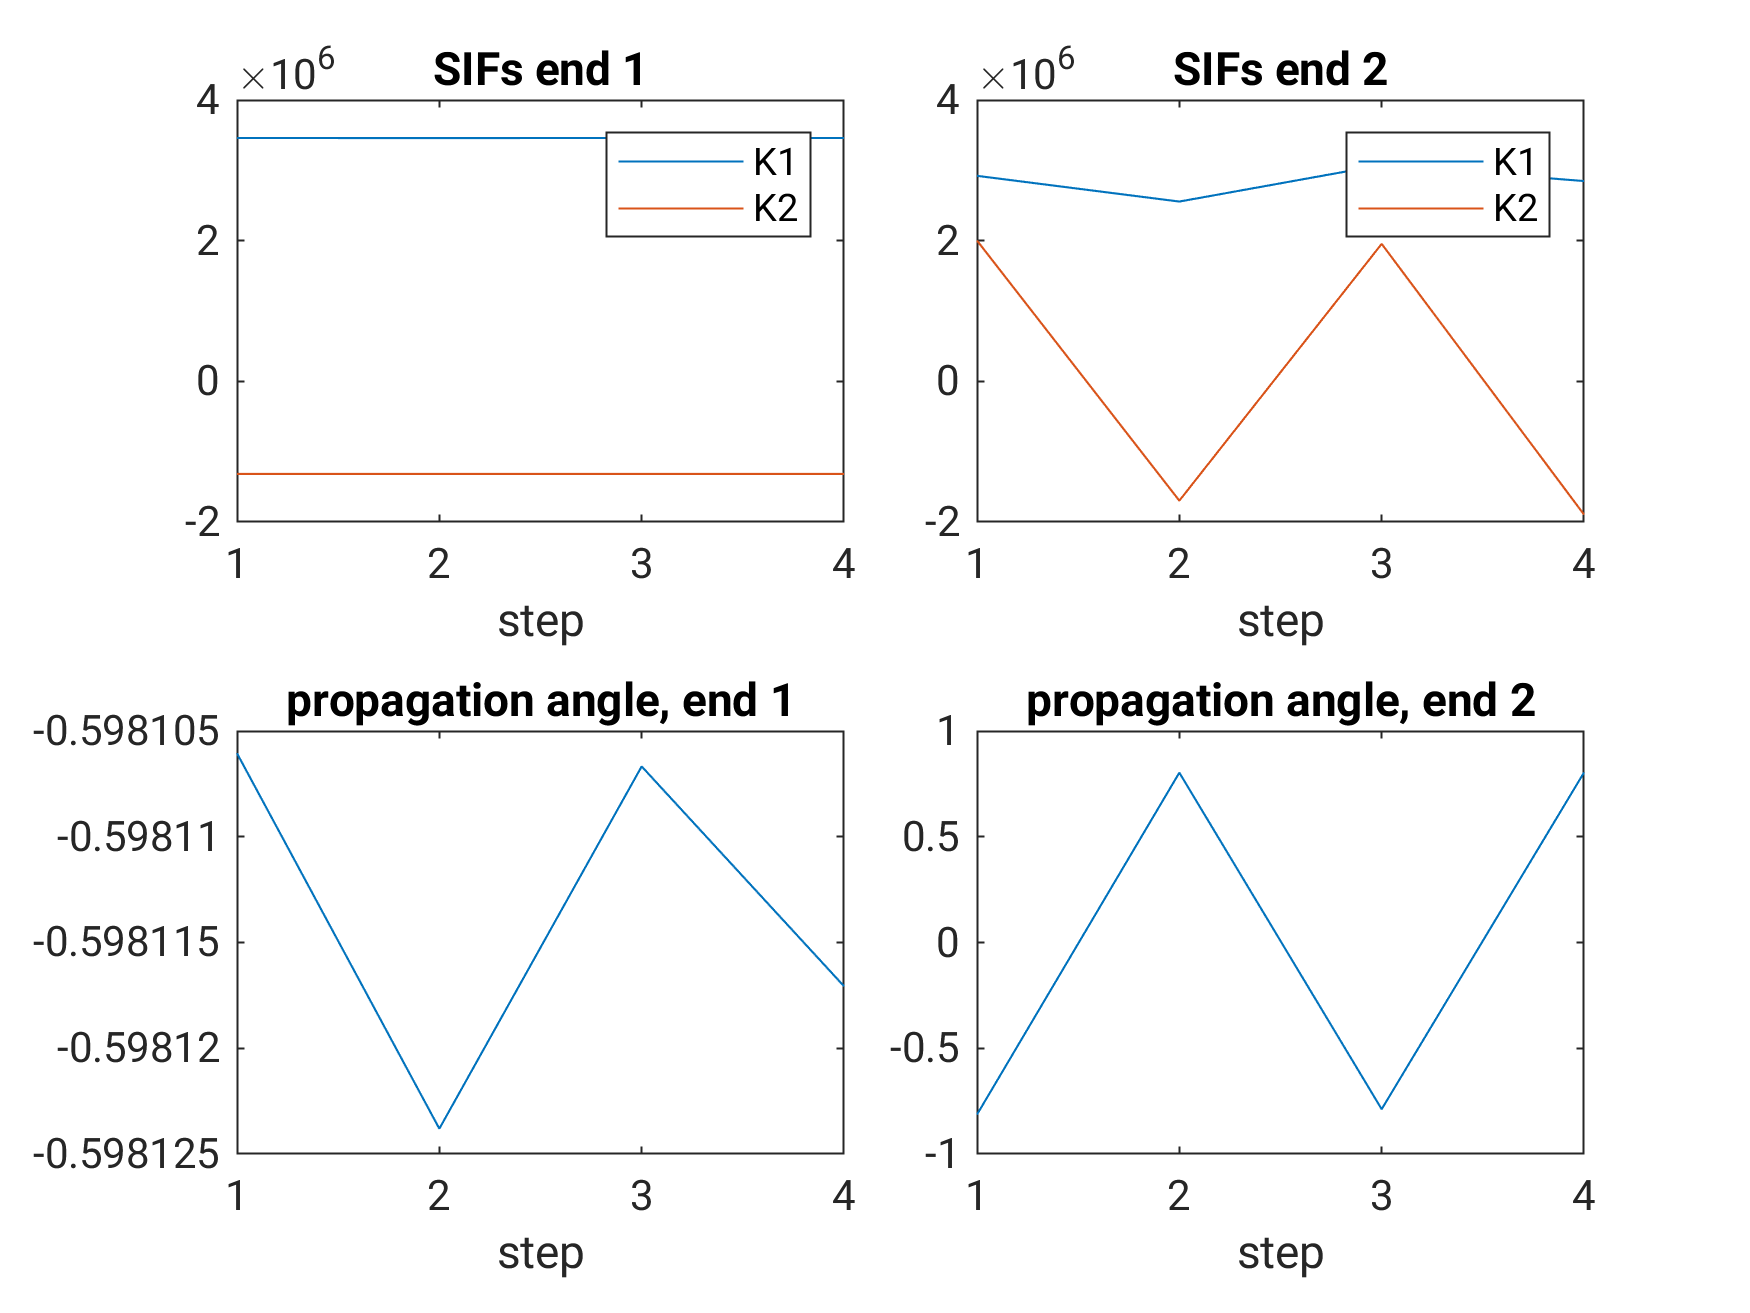 ×10^6
SIFs end 1
4
2
0
-2
K1
K2
1 2 3 4
step
×10^6
SIFs end 2
4
2
0
-2
K1
K2
1 2 3 4
step
propagation angle, end 1
-0.598105
-0.59811
-0.598115
-0.59812
-0.598125
1 2 3 4
step
propagation angle, end 2
1
0.5
0
-0.5
-1
1 2 3 4
step